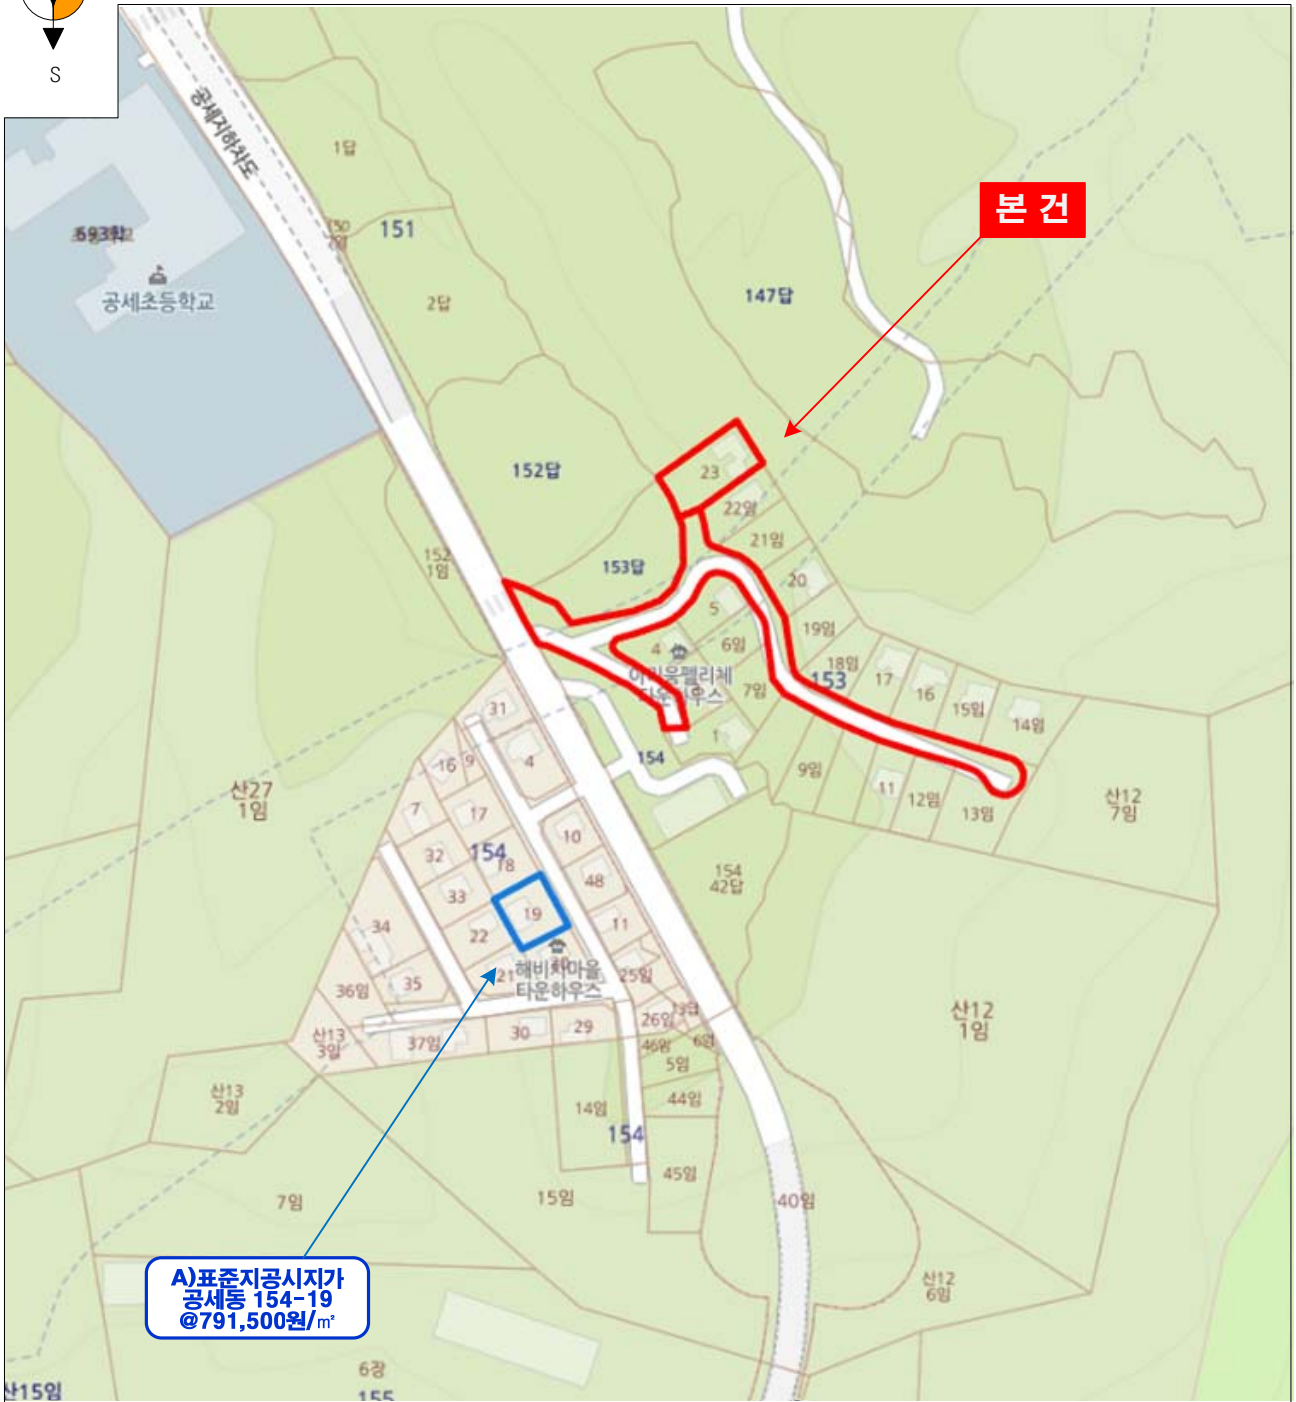 S
공세지하차도
1답
693학
공세초등학교
151
2답
본 건
147답
152답
23
22임
21임
152
1임
153답
20
5
19임
4
6임
18임
153
7임
17
16
15임
14임
1
31
154
16
9
4
9임
11
12임
13임
산27
1임
산12
7임
7
17
10
32
154
18
48
154
42답
33
19
34
22
11
21
해비치마을
타운하우스
25임
35
36임
26임
산12
1임
산13
3임
37임
30
29
46임
6임
5임
산13
2임
14임
44임
154
45임
7임
15임
40임
A)표준지공시지가
공세동 154-19
@791,500원/㎡
산12
6임
6장
산15임
155